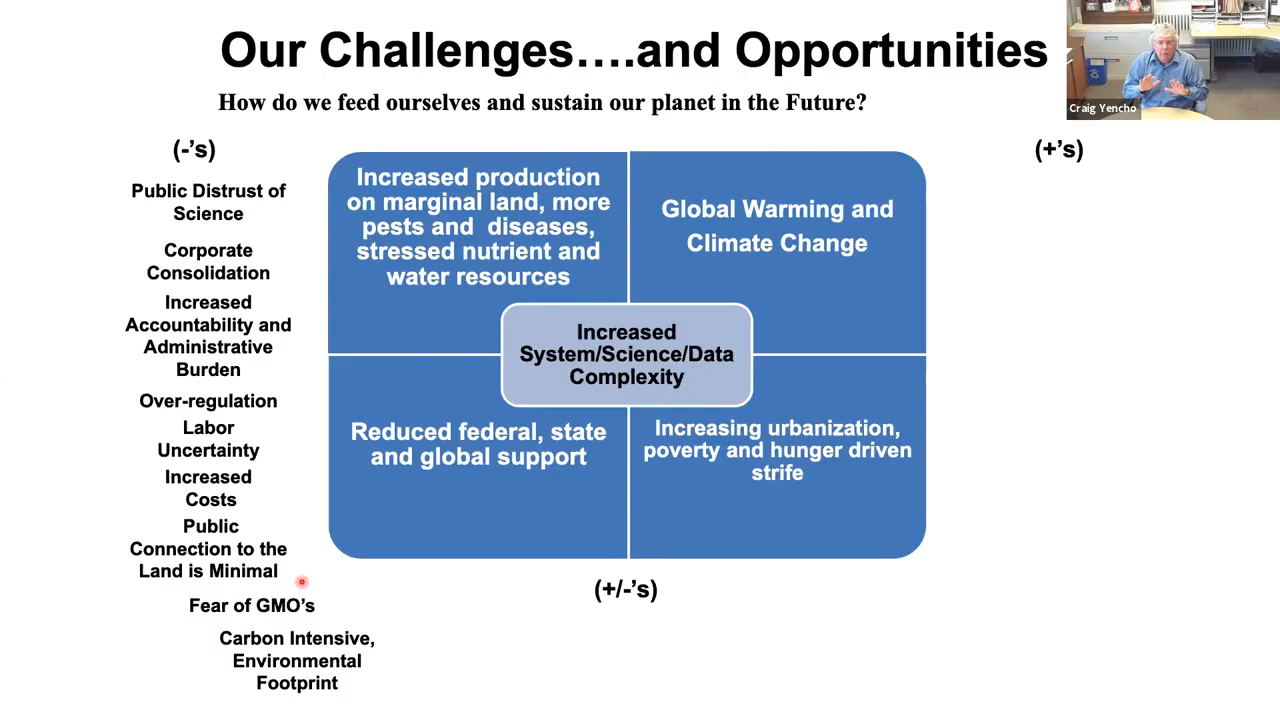 Our Challenges….and Opportunities
How do we feed ourselves and sustain our planet in the Future?
Craig Yencho
(-’s)
(+’s)
Public Distrust of
Science
Corporate
Consolidation
Increased
Accountability and
Administrative
Burden
Over-regulation
Labor
Uncertainty
Increased
Costs
Public
Connection to the
Land is Minimal
Fear of GMO’s
Carbon Intensive,
Environmental
Footprint
Increased production
on marginal land, more
pests and diseases,
stressed nutrient and
water resources
Global Warming and
Climate Change
Increased
System/Science/Data
Complexity
Reduced federal, state
and global support
Increasing urbanization,
poverty and hunger driven
strife
(+/-’s)